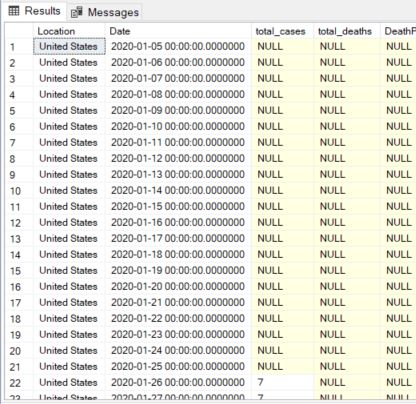 Results Messages
Location Date total_cases total_deaths DeathP
1 United States 2020-01-05 00:00:00.0000000 NULL NULL NULL
2 United States 2020-01-06 00:00:00.0000000 NULL NULL NULL
3 United States 2020-01-07 00:00:00.0000000 NULL NULL NULL
4 United States 2020-01-08 00:00:00.0000000 NULL NULL NULL
5 United States 2020-01-09 00:00:00.0000000 NULL NULL NULL
6 United States 2020-01-10 00:00:00.0000000 NULL NULL NULL
7 United States 2020-01-11 00:00:00.0000000 NULL NULL NULL
8 United States 2020-01-12 00:00:00.0000000 NULL NULL NULL
9 United States 2020-01-13 00:00:00.0000000 NULL NULL NULL
10 United States 2020-01-14 00:00:00.0000000 NULL NULL NULL
11 United States 2020-01-15 00:00:00.0000000 NULL NULL NULL
12 United States 2020-01-16 00:00:00.0000000 NULL NULL NULL
13 United States 2020-01-17 00:00:00.0000000 NULL NULL NULL
14 United States 2020-01-18 00:00:00.0000000 NULL NULL NULL
15 United States 2020-01-19 00:00:00.0000000 NULL NULL NULL
16 United States 2020-01-20 00:00:00.0000000 NULL NULL NULL
17 United States 2020-01-21 00:00:00.0000000 NULL NULL NULL
18 United States 2020-01-22 00:00:00.0000000 NULL NULL NULL
19 United States 2020-01-23 00:00:00.0000000 NULL NULL NULL
20 United States 2020-01-24 00:00:00.0000000 NULL NULL NULL
21 United States 2020-01-25 00:00:00.0000000 NULL NULL NULL
22 United States 2020-01-26 00:00:00.0000000 7 NULL NULL
23 United States 2020-01-27 00:00:00.0000000 7 NULL NULL